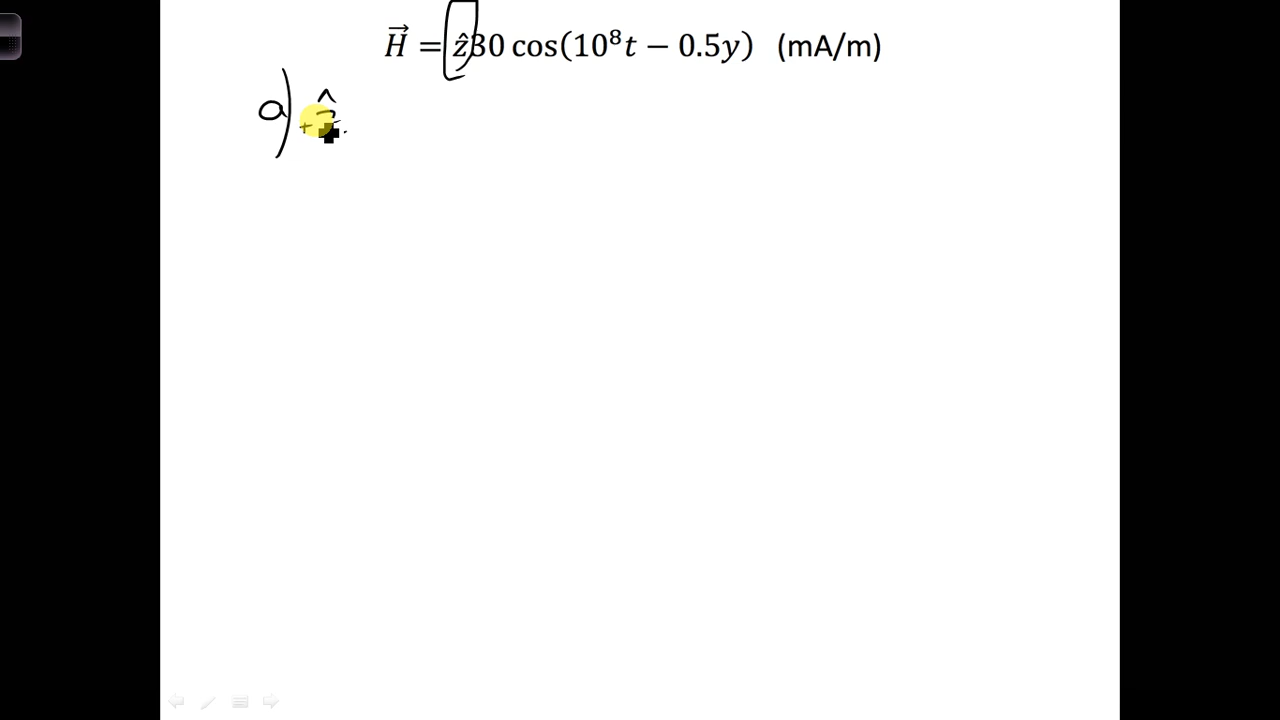 H⃗ = ẑ30 cos(10⁸t − 0.5y) (mA/m)
a) +ẑ